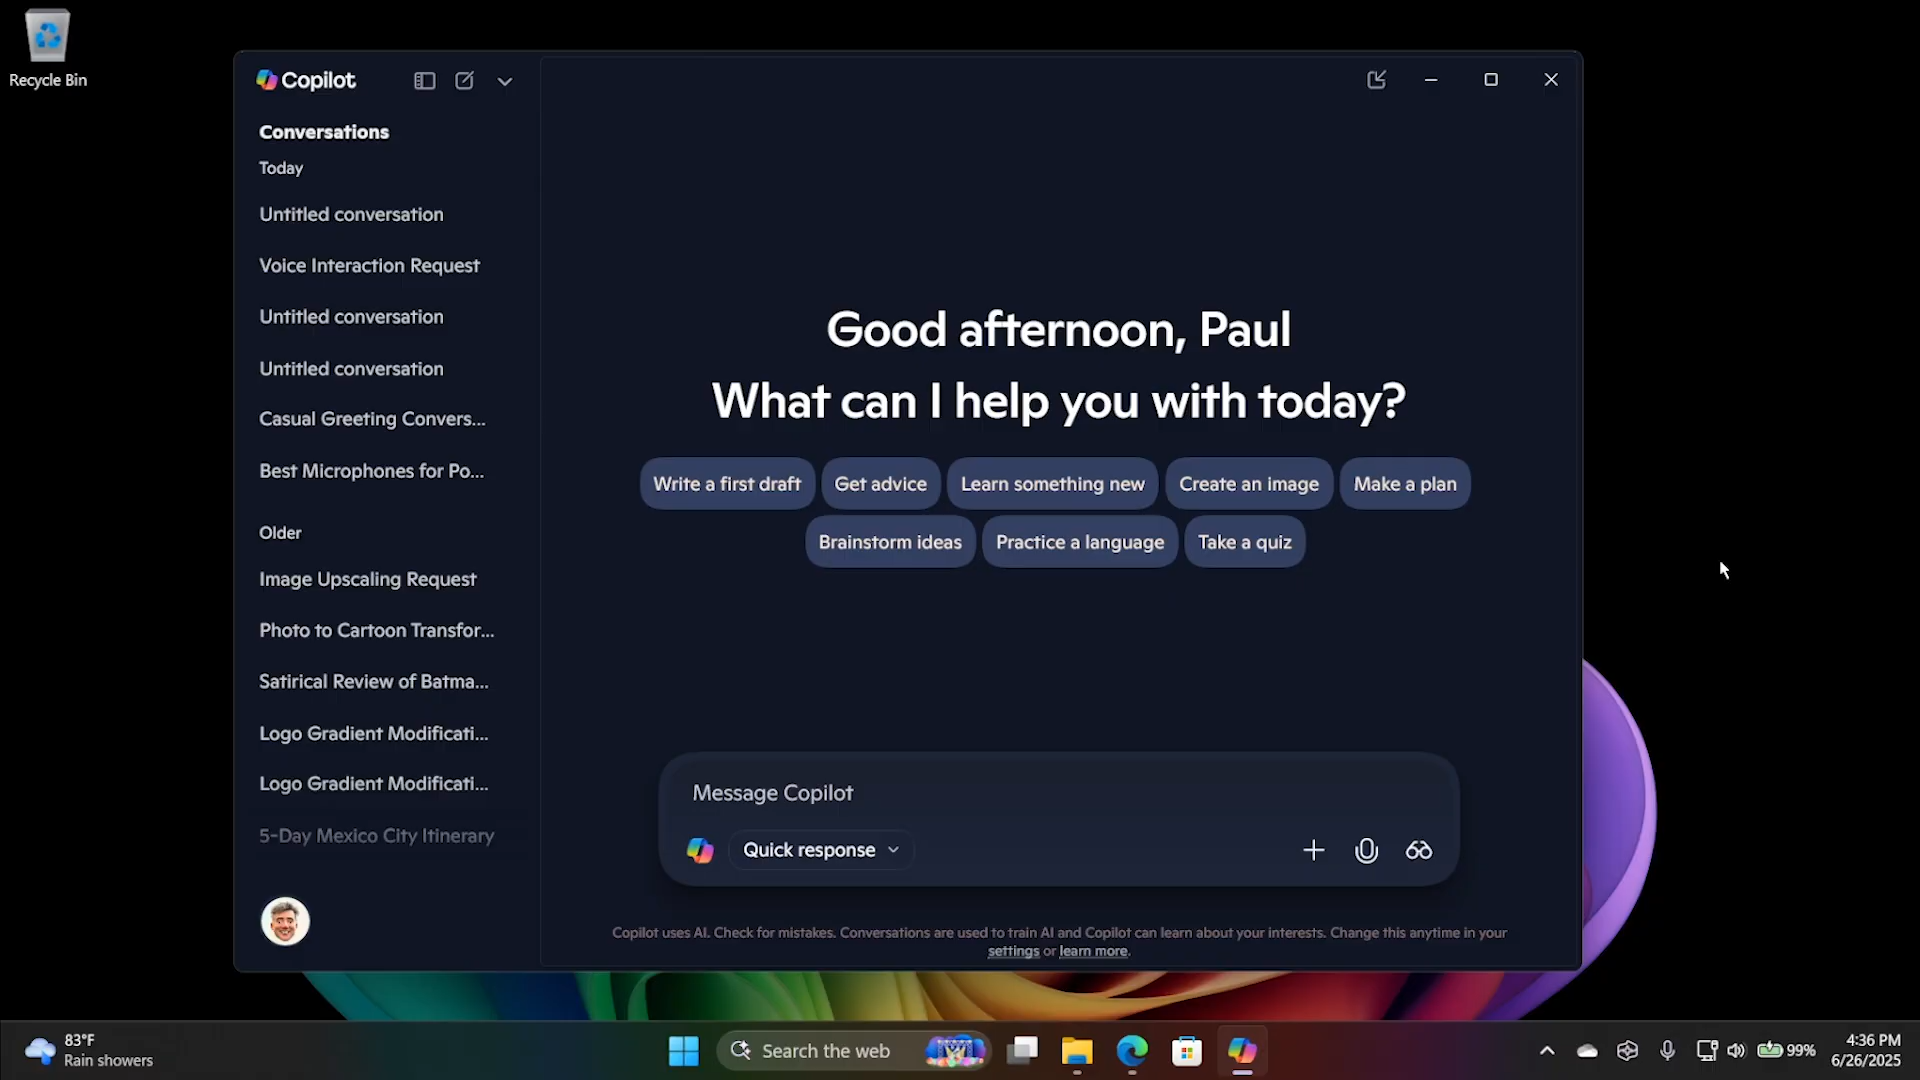 Recycle Bin
Copilot
Conversations
Today
Untitled conversation
Voice Interaction Request
Untitled conversation
Untitled conversation
Casual Greeting Convers...
Best Microphones for Po...
Older
Image Upscaling Request
Photo to Cartoon Transfor...
Satirical Review of Batma...
Logo Gradient Modificati...
Logo Gradient Modificati...
5-Day Mexico City Itinerary
Good afternoon, Paul
What can I help you with today?
Write a first draft
Get advice
Learn something new
Create an image
Make a plan
Brainstorm ideas
Practice a language
Take a quiz
Message Copilot
Quick response
Copilot uses AI. Check for mistakes. Conversations are used to train AI and Copilot can learn about your interests. Change this anytime in your
settings or learn more.
83°F
Rain showers
Search the web
99%
4:36 PM
6/26/2025